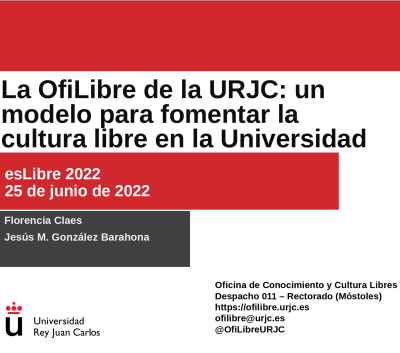 La OfiLibre de la URJC: un
modelo para fomentar la
cultura libre en la Universidad
esLibre 2022
25 de junio de 2022
Florencia Claes
Jesús M. González Barahona
Oficina de Conocimiento y Cultura Libres
Despacho 011 – Rectorado (Móstoles)
https://ofilibre.urjc.es
ofilibre@urjc.es
@OfiLibreURJC
u
Universidad
Rey Juan Carlos